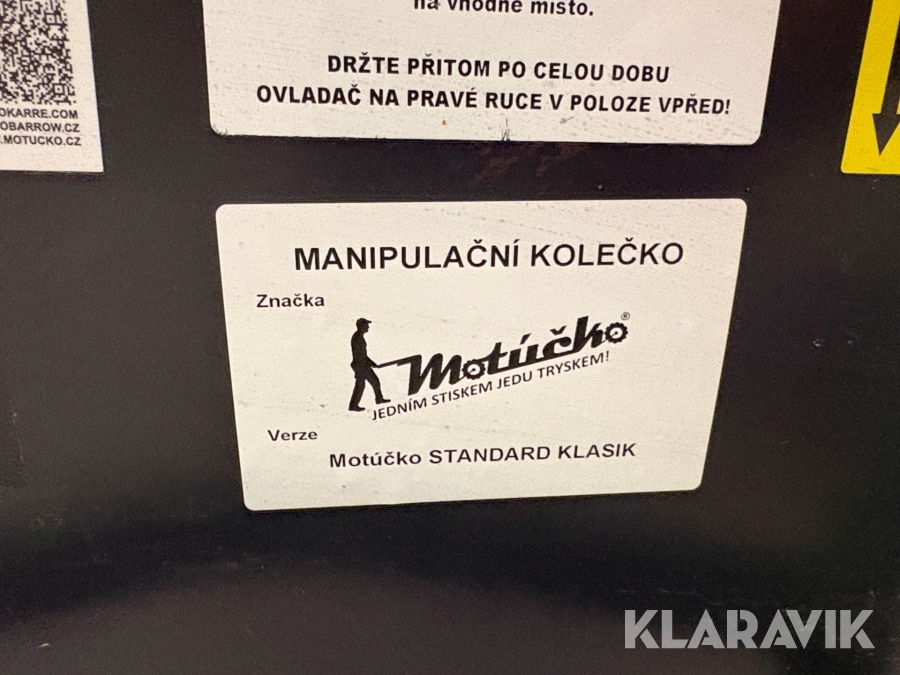 na vhodné místo.
DRŽTE PŘITOM PO CELOU DOBU
OVLADAČ NA PRAVÉ RUCE V POLOZE VPŘED!
OKARRE.COM
OBARROW.CZ
.MOTUCKO.CZ
MANIPULAČNÍ KOLEČKO
Značka
Motúčko®
JEDNÍM STISKEM JEDU TRYSKEM!
Verze
Motúčko STANDARD KLASIK
KLARAVIK